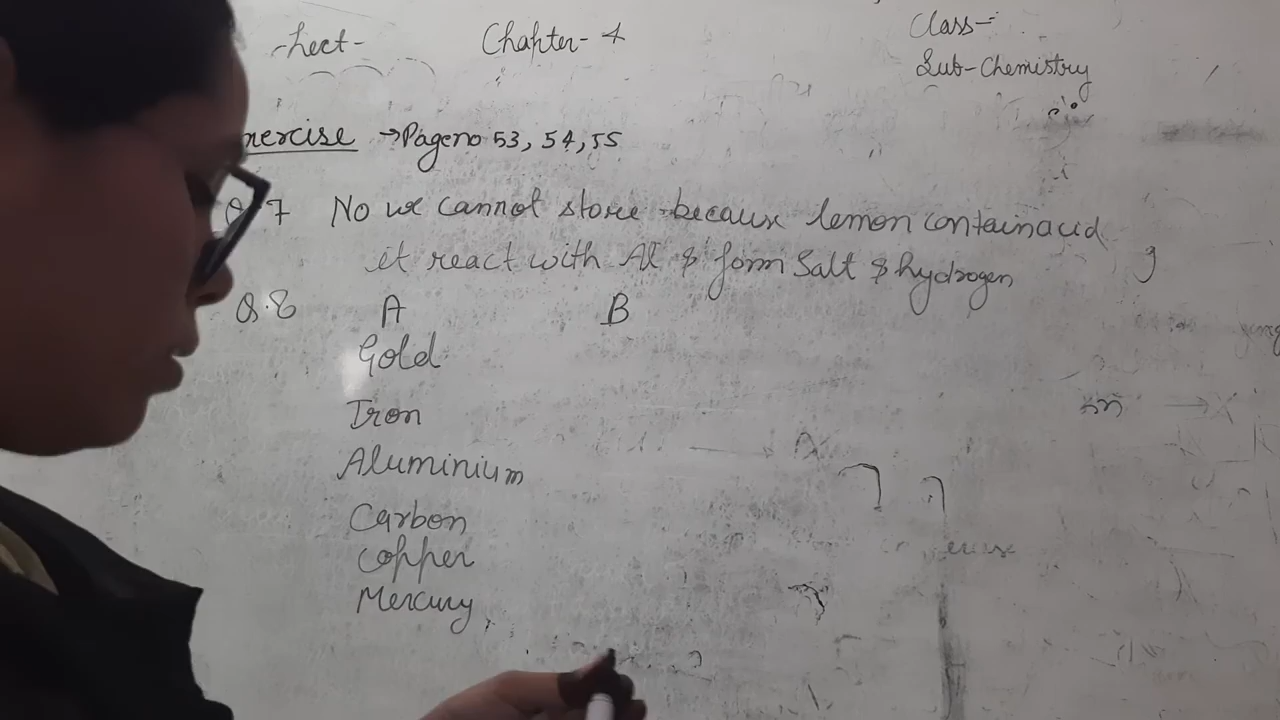 -Lect-
Chapter-4
Class-
Sub-Chemistry
nercise → Pageno 53, 54, 55
Q.7 No we cannot store because lemon contain acid
it react with Al & form Salt & hydrogen
Q.8 A B
Gold
Iron
Aluminium
Carbon
Copper
Mercury